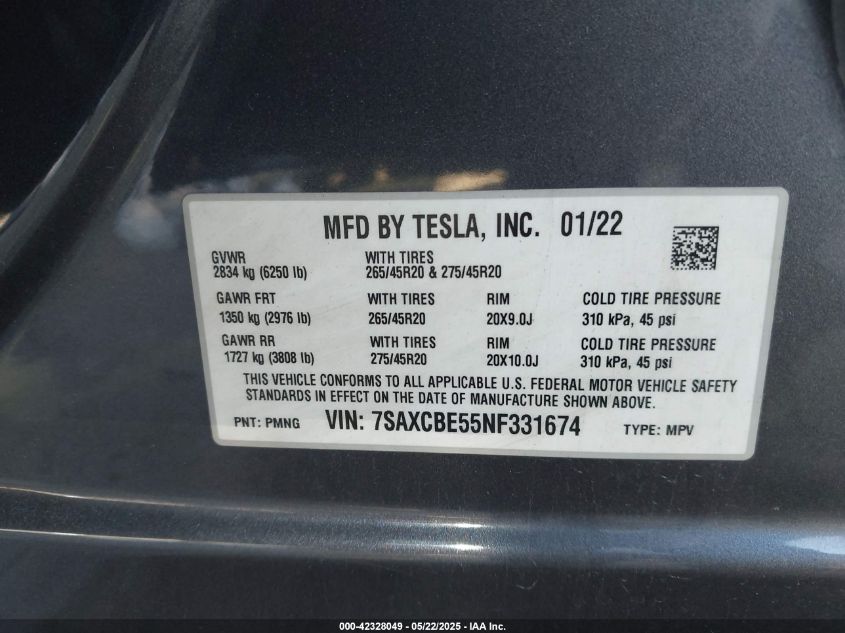 MFD BY TESLA, INC. 01/22
GVWR WITH TIRES
2834 kg (6250 lb) 265/45R20 & 275/45R20
GAWR FRT WITH TIRES RIM COLD TIRE PRESSURE
1350 kg (2976 lb) 265/45R20 20X9.0J 310 kPa, 45 psi
GAWR RR WITH TIRES RIM COLD TIRE PRESSURE
1727 kg (3808 lb) 275/45R20 20X10.0J 310 kPa, 45 psi
THIS VEHICLE CONFORMS TO ALL APPLICABLE U.S. FEDERAL MOTOR VEHICLE SAFETY
STANDARDS IN EFFECT ON THE DATE OF MANUFACTURE SHOWN ABOVE.
PNT: PMNG VIN: 7SAXCBE55NF331674 TYPE: MPV
000-42328049 - 05/22/2025 - IAA Inc.